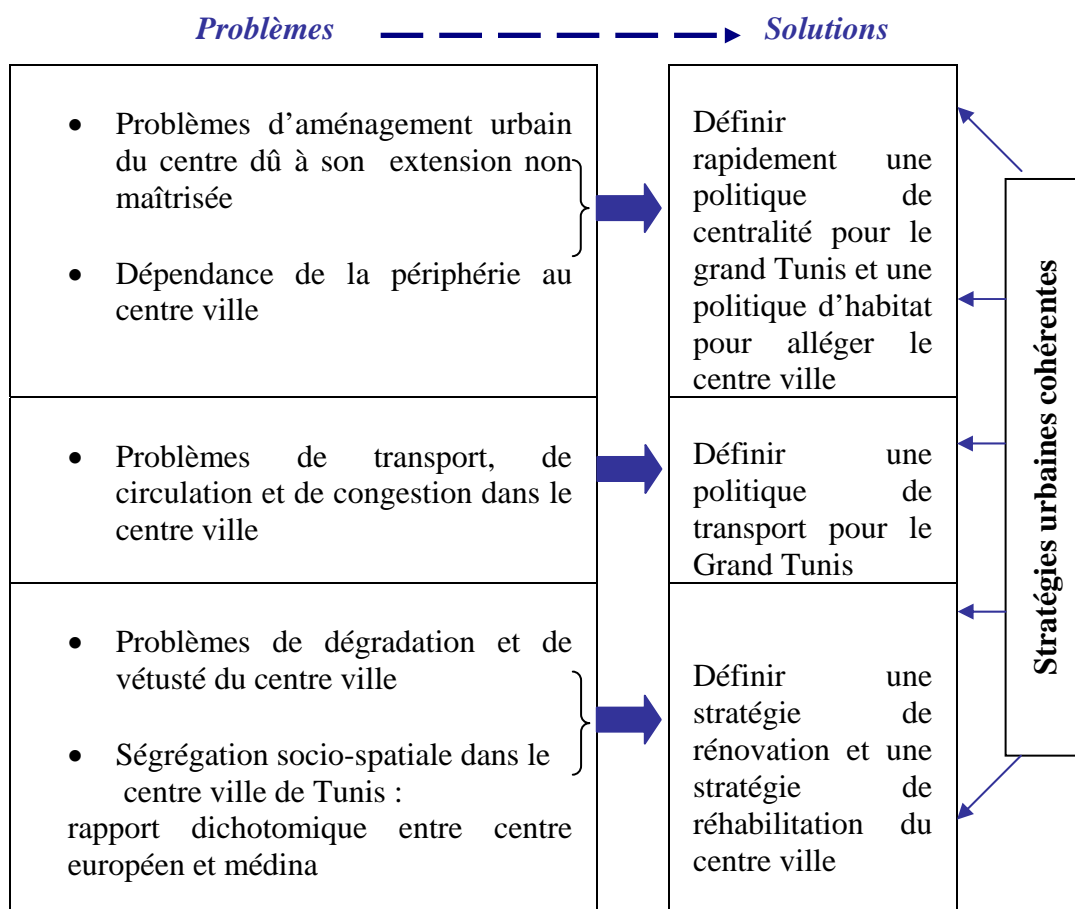 Problèmes
Solutions
• Problèmes d’aménagement urbain
du centre dû à son extension non
maîtrisée
• Dépendance de la périphérie au
centre ville
Définir
rapidement une
politique de
centralité pour le
grand Tunis et une
politique d’habitat
pour alléger le
centre ville
• Problèmes de transport, de
circulation et de congestion dans le
centre ville
Définir une
politique de
transport pour le
Grand Tunis
• Problèmes de dégradation et de
vétusté du centre ville
• Ségrégation socio-spatiale dans le
centre ville de Tunis :
rapport dichotomique entre centre
européen et médina
Définir une
stratégie de
rénovation et une
stratégie de
réhabilitation du
centre ville
Stratégies urbaines cohérentes